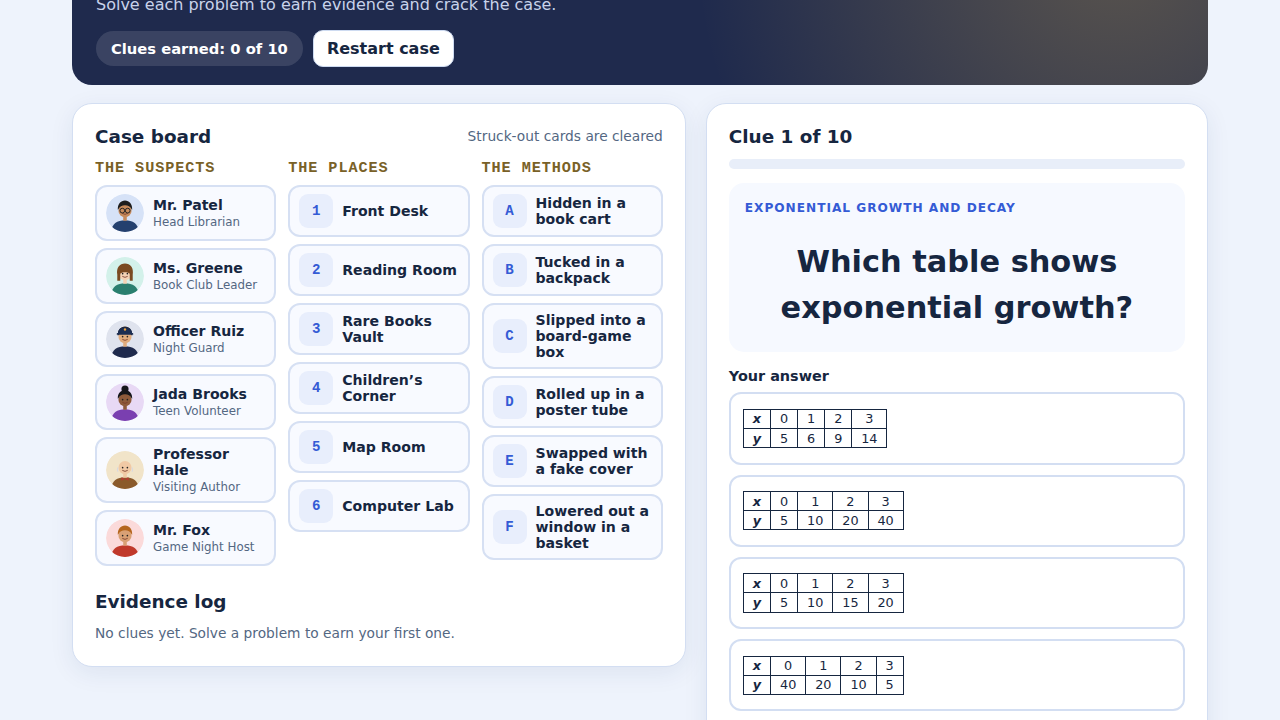 Solve each problem to earn evidence and crack the case.
Clues earned: 0 of 10
Restart case
Case board
Struck-out cards are cleared
THE SUSPECTS
Mr. Patel
Head Librarian
Ms. Greene
Book Club Leader
Officer Ruiz
Night Guard
Jada Brooks
Teen Volunteer
Professor
Hale
Visiting Author
Mr. Fox
Game Night Host
THE PLACES
1 Front Desk
2 Reading Room
3 Rare Books
Vault
4 Children’s
Corner
5 Map Room
6 Computer Lab
THE METHODS
A Hidden in a
book cart
B Tucked in a
backpack
C Slipped into a
board-game
box
D Rolled up in a
poster tube
E Swapped with
a fake cover
F Lowered out a
window in a
basket
Evidence log
No clues yet. Solve a problem to earn your first one.
Clue 1 of 10
EXPONENTIAL GROWTH AND DECAY
Which table shows
exponential growth?
Your answer
x 0 1 2 3
y 5 6 9 14
x 0 1 2 3
y 5 10 20 40
x 0 1 2 3
y 5 10 15 20
x 0 1 2 3
y 40 20 10 5